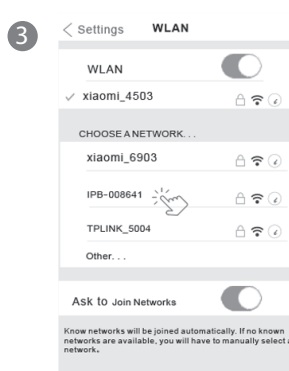 3
Settings WLAN
WLAN
xiaomi_4503
CHOOSE A NETWORK. . .
xiaomi_6903
IPB-008641
TPLINK_5004
Other. . .
Ask to Join Networks
Know networks will be joined automatically. If no known
networks are available, you will have to manually select a
network.